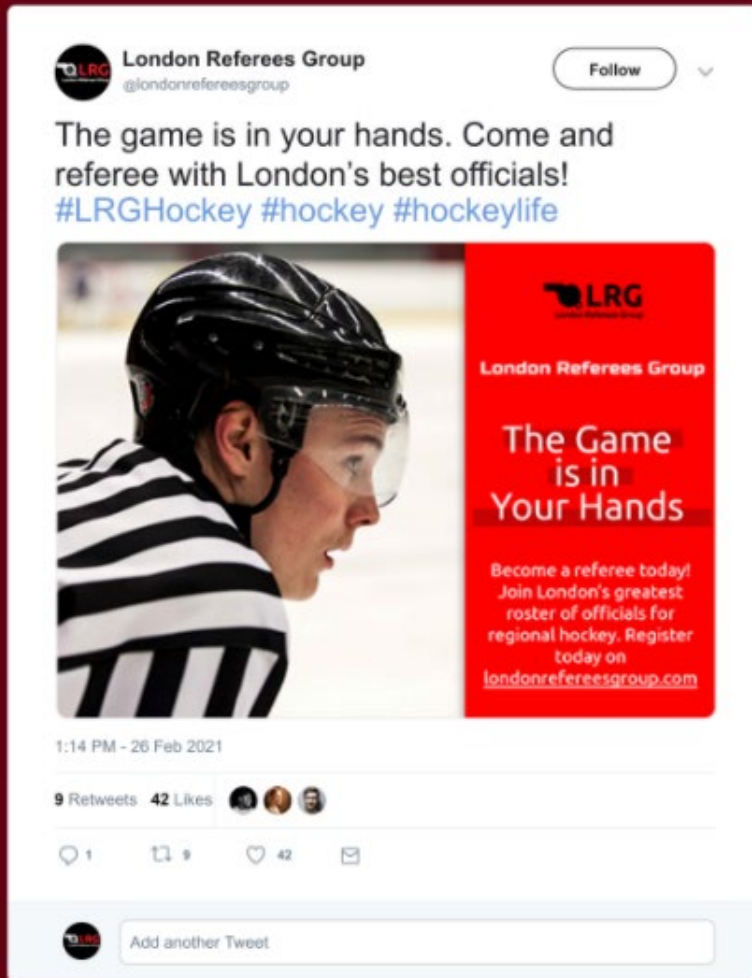 London Referees Group
@londonrefereesgroup
Follow
The game is in your hands. Come and
referee with London's best officials!
#LRGHockey #hockey #hockeylife
LRG
London Referees Group
The Game
is in
Your Hands
Become a referee today!
Join London's greatest
roster of officials for
regional hockey. Register
today on
londonrefereesgroup.com
1:14 PM - 26 Feb 2021
9 Retweets 42 Likes
1 9 42
LRG
Add another Tweet